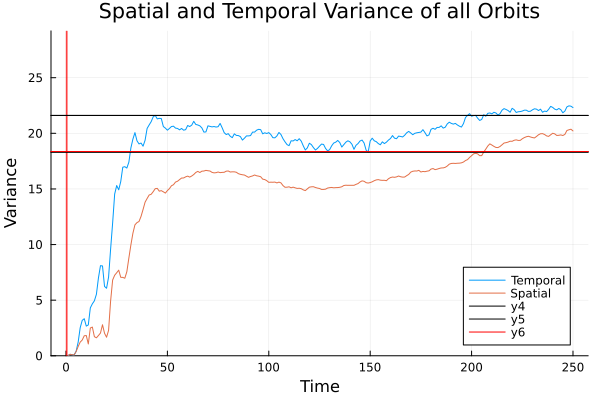 Spatial and Temporal Variance of all Orbits
Variance
25
20
15
10
5
0
Temporal
Spatial
y4
y5
y6
0 50 100 150 200 250
Time